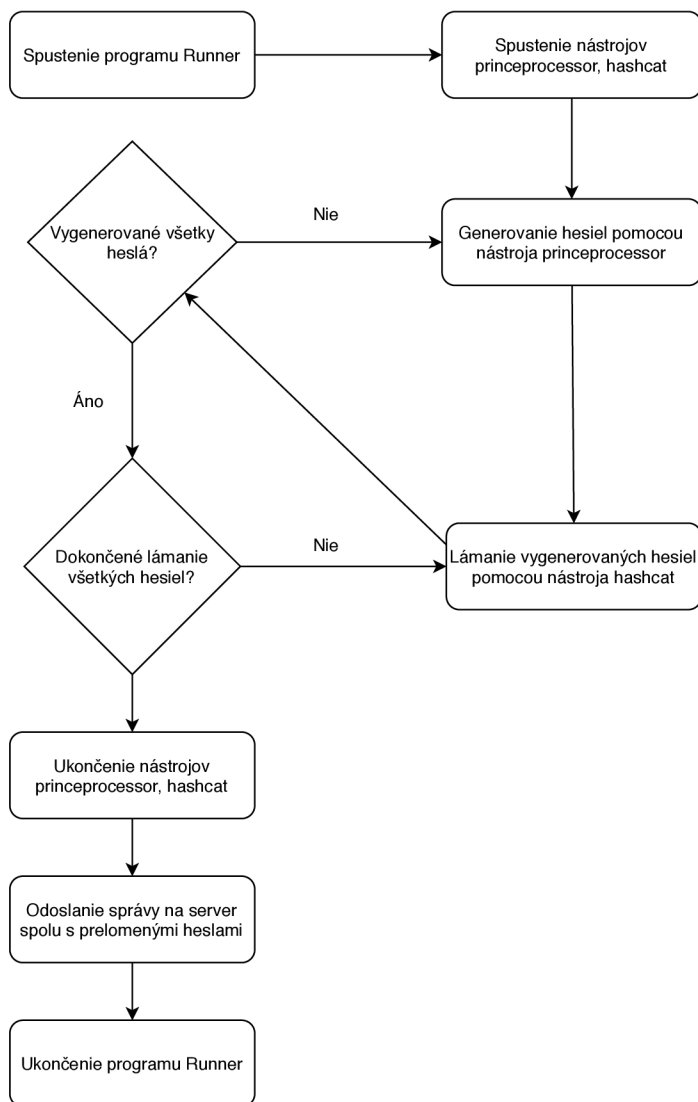 Spustenie programu Runner
Spustenie nástrojov
princeprocessor, hashcat
Vygenerované všetky
heslá?
Nie
Generovanie hesiel pomocou
nástroja princeprocessor
Áno
Dokončené lámanie
všetkých hesiel?
Nie
Lámanie vygenerovaných hesiel
pomocou nástroja hashcat
Ukončenie nástrojov
princeprocessor, hashcat
Odoslanie správy na server
spolu s prelomenými heslami
Ukončenie programu Runner